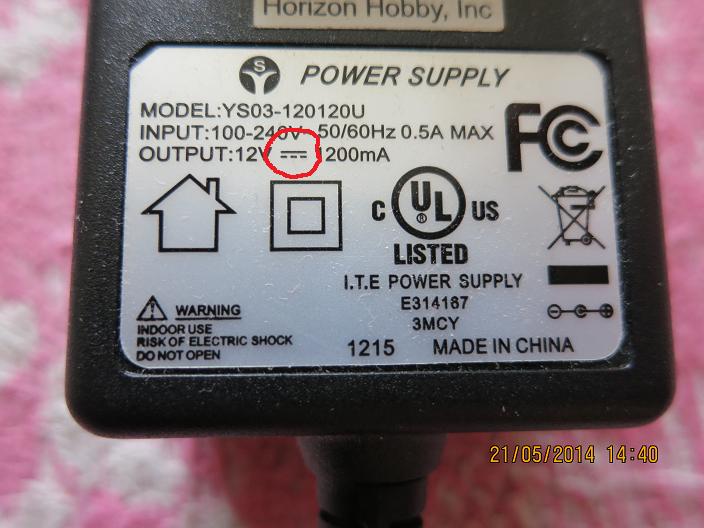 Horizon Hobby, Inc
S
POWER SUPPLY
MODEL:YS03-120120U
INPUT:100-240V~50/60Hz 0.5A MAX
OUTPUT:12V ⎓ 1200mA
FC
C UL ® US
LISTED
I.T.E POWER SUPPLY
E314167
3MCY
WARNING
INDOOR USE
RISK OF ELECTRIC SHOCK
DO NOT OPEN
1215 MADE IN CHINA
21/05/2014 14:40